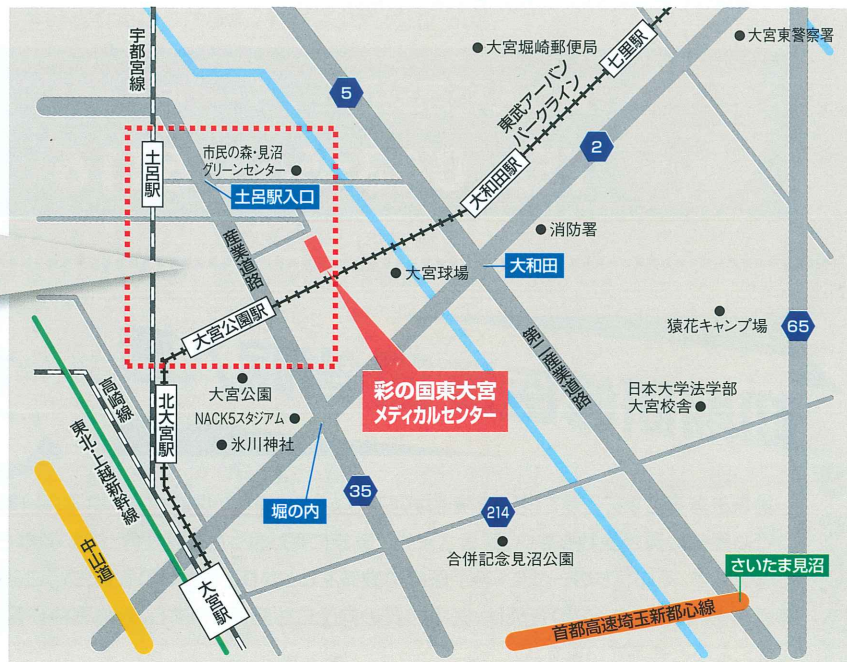 宇都宮線
大宮堀崎郵便局
七里駅
大宮東警察署
5
東武アーバン
パークライン
2
土呂駅
市民の森・見沼
グリーンセンター
土呂駅入口
大和田駅
消防署
産業道路
大宮球場
大和田
大宮公園駅
猿花キャンプ場
65
第二産業道路
高崎線
北大宮駅
大宮公園
彩の国東大宮
メディカルセンター
日本大学法学部
大宮校舎
NACK5スタジアム
氷川神社
東北・上越新幹線
35
堀の内
214
中山道
合併記念見沼公園
さいたま見沼
大宮駅
首都高速埼玉新都心線